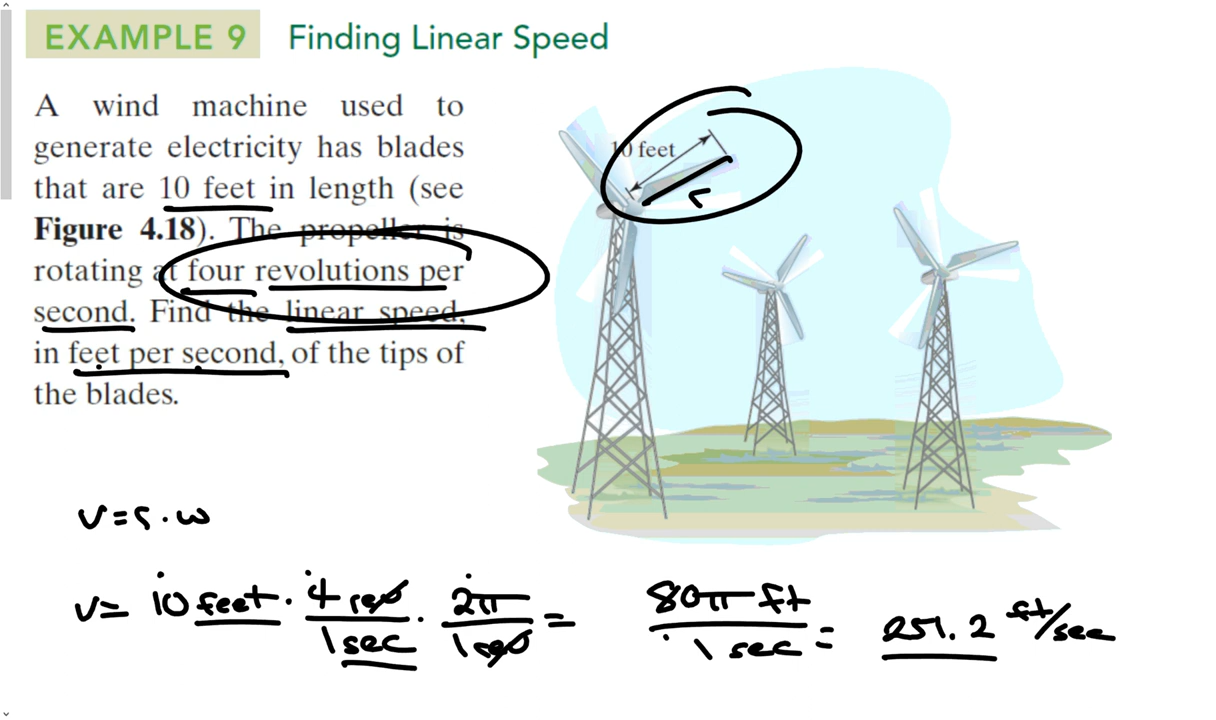 EXAMPLE 9 Finding Linear Speed
A wind machine used to
generate electricity has blades
that are 10 feet in length (see
Figure 4.18). The propeller is
rotating at four revolutions per
second. Find the linear speed,
in feet per second, of the tips of
the blades.
10 feet
r
v = r · ω
v = 10 feet · 4 rev / 1 sec · 2π / 1 rev = 80π ft / 1 sec = 251.2 ft/sec